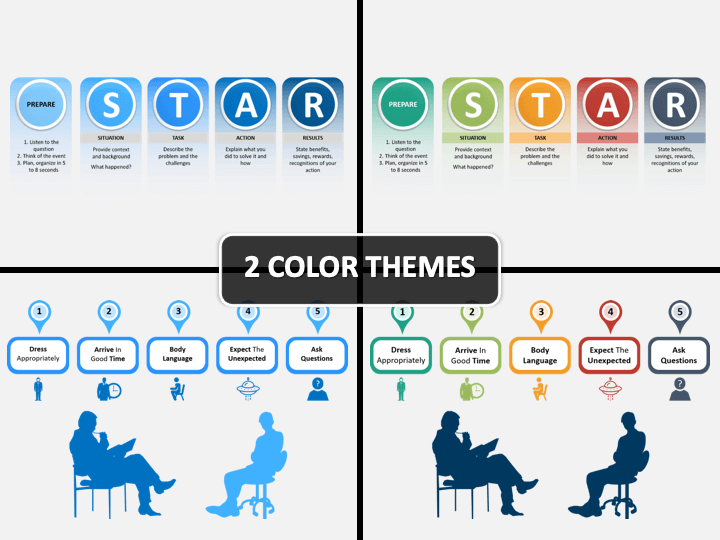 PREPARE
1. Listen to the
question
2. Think of the event
3. Plan, organize in 5
to 8 seconds
S
SITUATION
Provide context
and background
What happened?
T
TASK
Describe the
problem and the
challenges
A
ACTION
Explain what you
did to solve it and
how
R
RESULTS
State benefits,
savings, rewards,
recognitions of your
action
PREPARE
1. Listen to the
question
2. Think of the event
3. Plan, organize in 5
to 8 seconds
S
SITUATION
Provide context
and background
What happened?
T
TASK
Describe the
problem and the
challenges
A
ACTION
Explain what you
did to solve it and
how
R
RESULTS
State benefits,
savings, rewards,
recognitions of your
action
2 COLOR THEMES
1
Dress
Appropriately
2
Arrive In
Good Time
3
Body
Language
4
Expect The
Unexpected
5
Ask
Questions
?
1
Dress
Appropriately
2
Arrive In
Good Time
3
Body
Language
4
Expect The
Unexpected
5
Ask
Questions
?